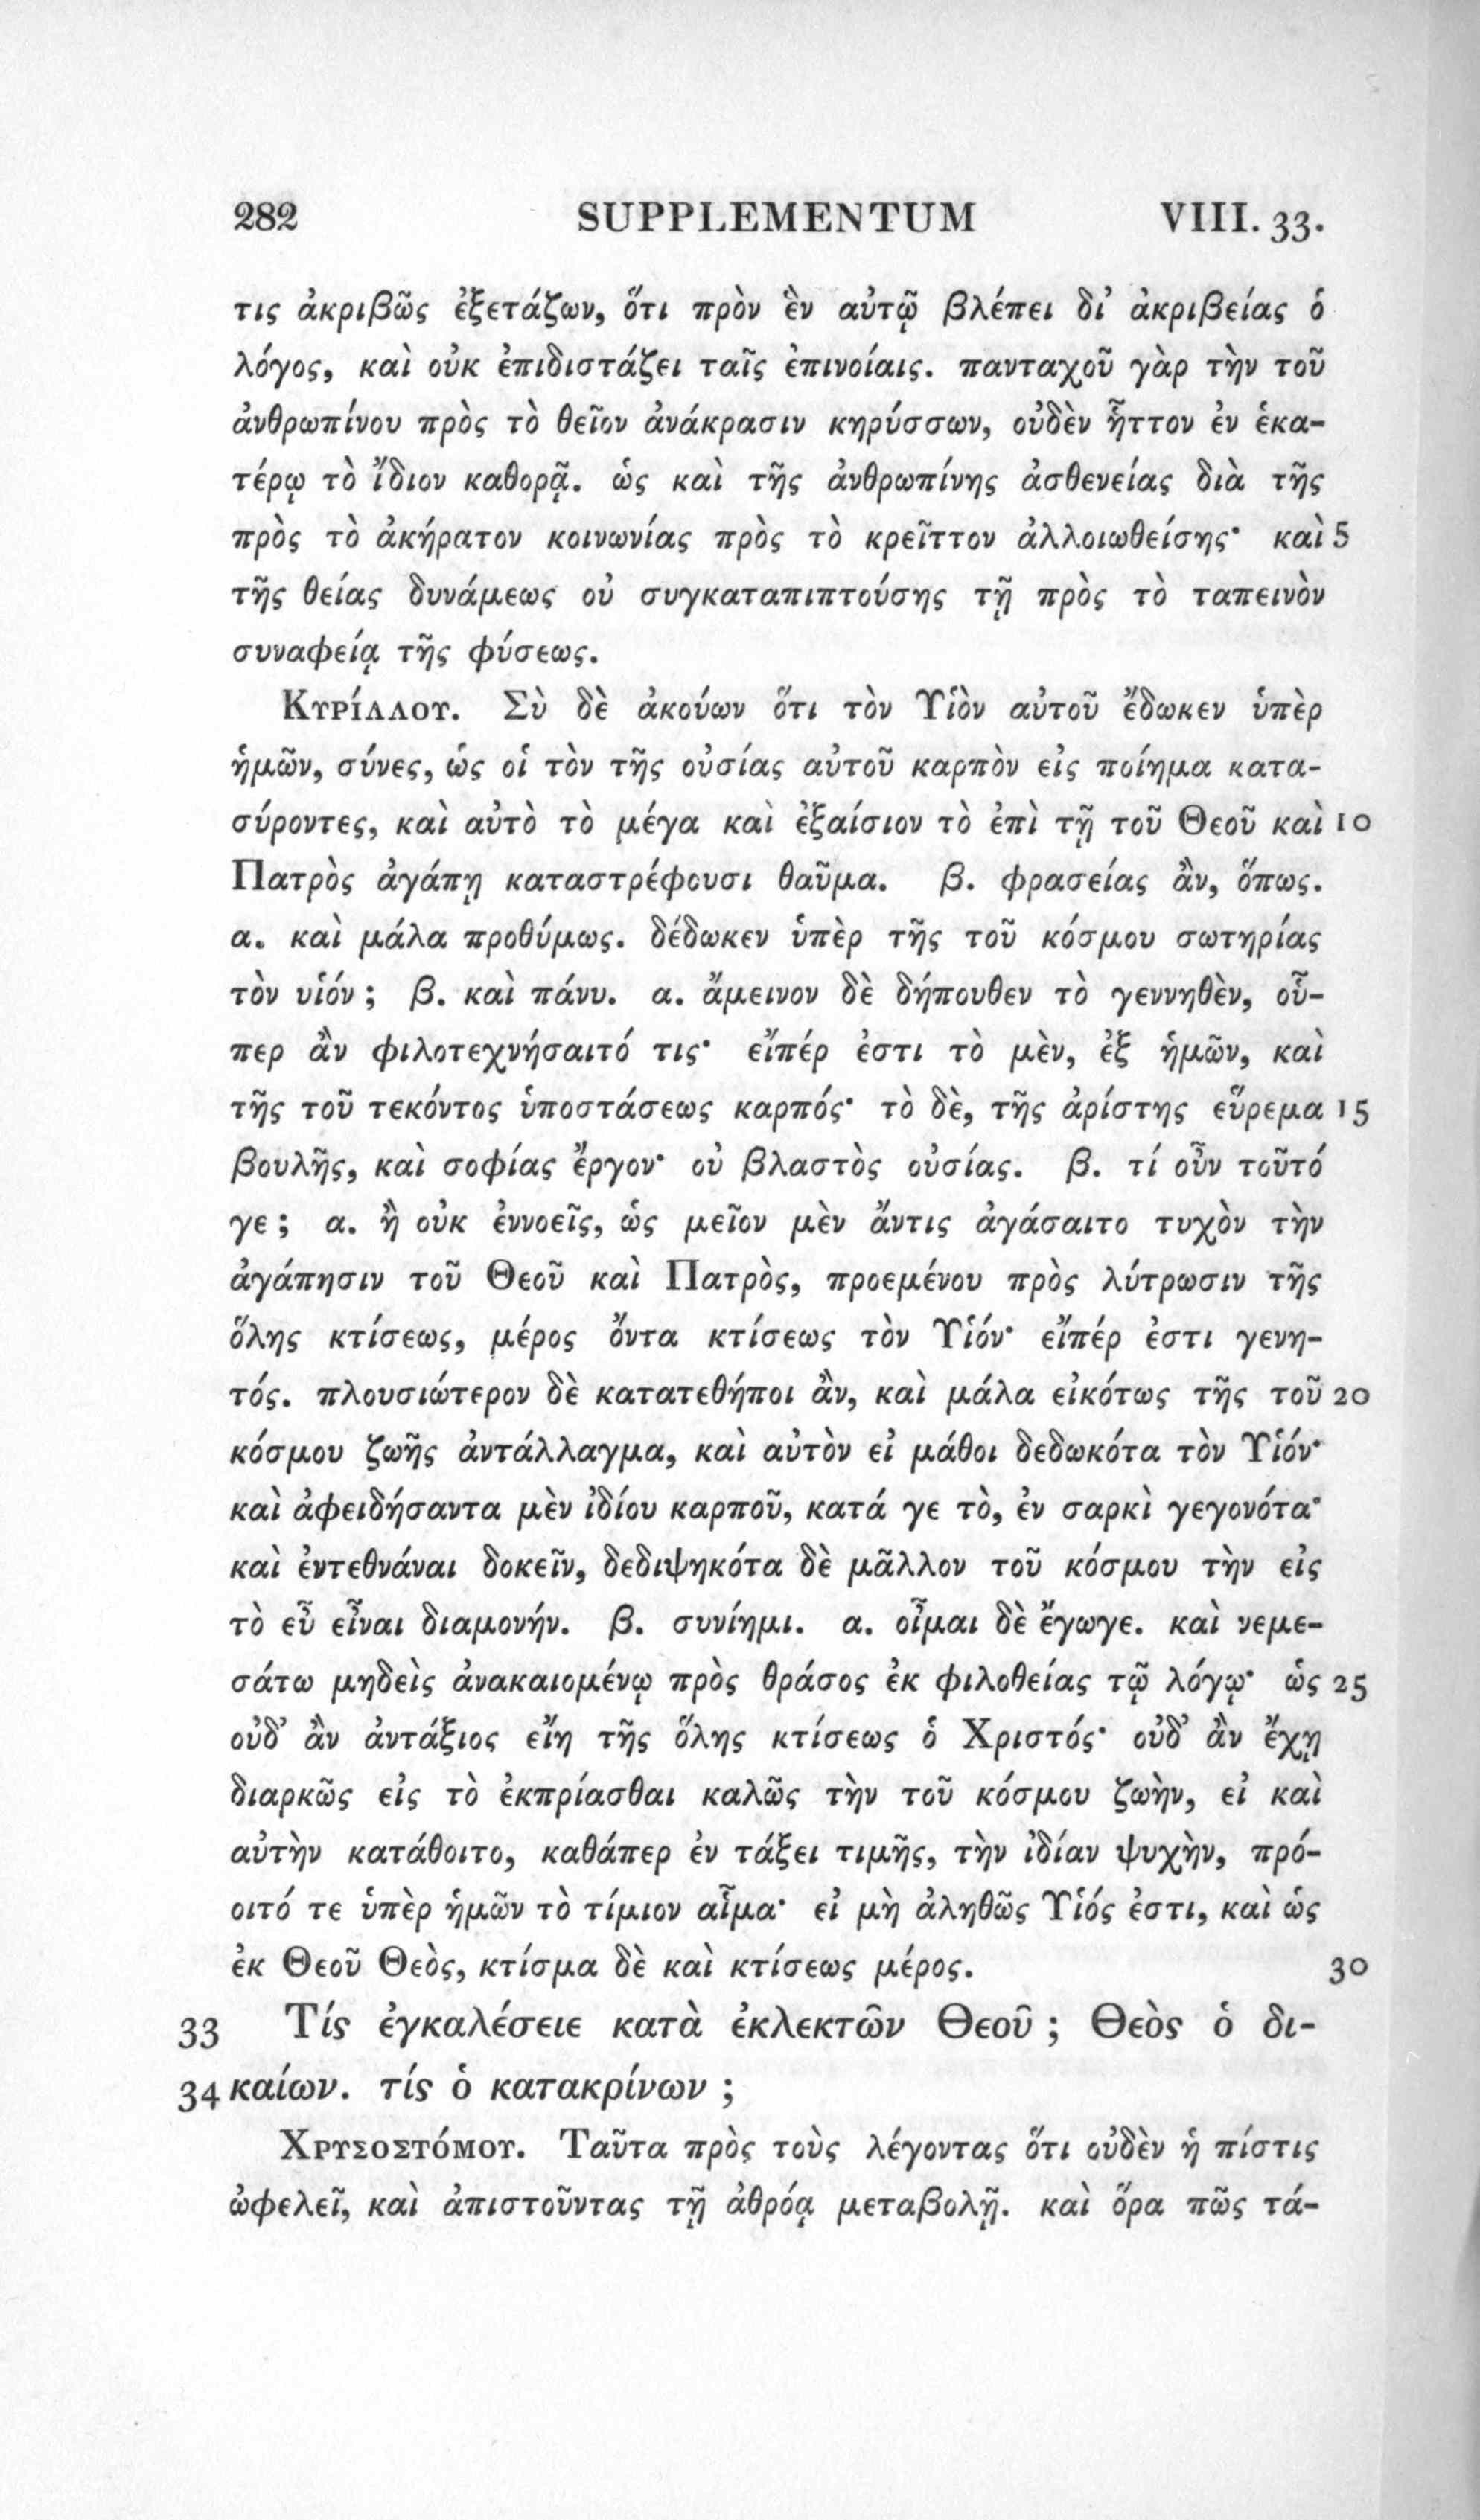 282 SUPPLEMENTUM VIII. 33.
τις ἀκριβῶς ἐξετάζων, ὅτι πρὸν ἓν αὐτῷ βλέπει δι’ ἀκριβείας ὁ
λόγος, καὶ οὐκ ἐπιδιστάζει ταῖς ἐπινοίαις. πανταχοῦ γὰρ τὴν τοῦ
ἀνθρωπίνου πρὸς τὸ θεῖον ἀνάκρασιν κηρύσσων, οὐδὲν ἧττον ἐν ἑκα-
τέρῳ τὸ ἴδιον καθορᾷ. ὡς καὶ τῆς ἀνθρωπίνης ἀσθενείας διὰ τῆς
πρὸς τὸ ἀκήρατον κοινωνίας πρὸς τὸ κρεῖττον ἀλλοιωθείσης· καὶ 5
τῆς θείας δυνάμεως οὐ συγκαταπιπτούσης τῇ πρὸς τὸ ταπεινὸν
συναφείᾳ τῆς φύσεως.
Κυρίλλου. Σὺ δὲ ἀκούων ὅτι τὸν Υἱὸν αὐτοῦ ἔδωκεν ὑπὲρ
ἡμῶν, σύνες, ὡς οἱ τὸν τῆς οὐσίας αὐτοῦ καρπὸν εἰς ποίημα κατα-
σύροντες, καὶ αὐτὸ τὸ μέγα καὶ ἐξαίσιον τὸ ἐπὶ τῇ τοῦ Θεοῦ καὶ 10
Πατρὸς ἀγάπῃ καταστρέφουσι θαῦμα. β. φρασείας ἂν, ὅπως.
α. καὶ μάλα προθύμως. δέδωκεν ὑπὲρ τῆς τοῦ κόσμου σωτηρίας
τὸν υἱόν ; β. καὶ πάνυ. α. ἄμεινον δὲ δήπουθεν τὸ γεννηθὲν, οὗ-
περ ἂν φιλοτεχνήσαιτό τις· εἴπέρ ἐστι τὸ μὲν, ἐξ ἡμῶν, καὶ
τῆς τοῦ τεκόντος ὑποστάσεως καρπός· τὸ δὲ, τῆς ἀρίστης εὕρεμα 15
βουλῆς, καὶ σοφίας ἔργον· οὐ βλαστὸς οὐσίας. β. τί οὖν τοῦτό
γε ; α. ἢ οὐκ ἐννοεῖς, ὡς μεῖον μὲν ἄντις ἀγάσαιτο τυχὸν τὴν
ἀγάπησιν τοῦ Θεοῦ καὶ Πατρὸς, προεμένου πρὸς λύτρωσιν τῆς
ὅλης κτίσεως, μέρος ὄντα κτίσεως τὸν Υἱόν· εἴπέρ ἐστι γενη-
τός. πλουσιώτερον δὲ κατατεθήποι ἂν, καὶ μάλα εἰκότως τῆς τοῦ 20
κόσμου ζωῆς ἀντάλλαγμα, καὶ αὐτὸν εἰ μάθοι δεδωκότα τὸν Υἱόν·
καὶ ἀφειδήσαντα μὲν ἰδίου καρποῦ, κατά γε τὸ, ἐν σαρκὶ γεγονότα·
καὶ ἐντεθνάναι δοκεῖν, δεδιψηκότα δὲ μᾶλλον τοῦ κόσμου τὴν εἰς
τὸ εὖ εἶναι διαμονήν. β. συνίημι. α. οἶμαι δὲ ἔγωγε. καὶ νεμε-
σάτω μηδεὶς ἀνακαιομένῳ πρὸς θράσος ἐκ φιλοθείας τῷ λόγῳ· ὡς 25
οὐδ’ ἂν ἀντάξιος εἴη τῆς ὅλης κτίσεως ὁ Χριστός· οὐδ’ ἂν ἔχῃ
διαρκῶς εἰς τὸ ἐκπρίασθαι καλῶς τὴν τοῦ κόσμου ζωὴν, εἰ καὶ
αὐτὴν κατάθοιτο, καθάπερ ἐν τάξει τιμῆς, τὴν ἰδίαν ψυχὴν, πρό-
οιτό τε ὑπὲρ ἡμῶν τὸ τίμιον αἷμα· εἰ μὴ ἀληθῶς Υἱός ἐστι, καὶ ὡς
ἐκ Θεοῦ Θεὸς, κτίσμα δὲ καὶ κτίσεως μέρος. 30
33 Τίς ἐγκαλέσειε κατὰ ἐκλεκτῶν Θεοῦ ; Θεὸς ὁ δι-
34 καίων. τίς ὁ κατακρίνων ;
Χρυσοστόμου. Ταῦτα πρὸς τοὺς λέγοντας ὅτι οὐδὲν ἡ πίστις
ὠφελεῖ, καὶ ἀπιστοῦντας τῇ ἀθρόᾳ μεταβολῇ. καὶ ὅρα πῶς τά-